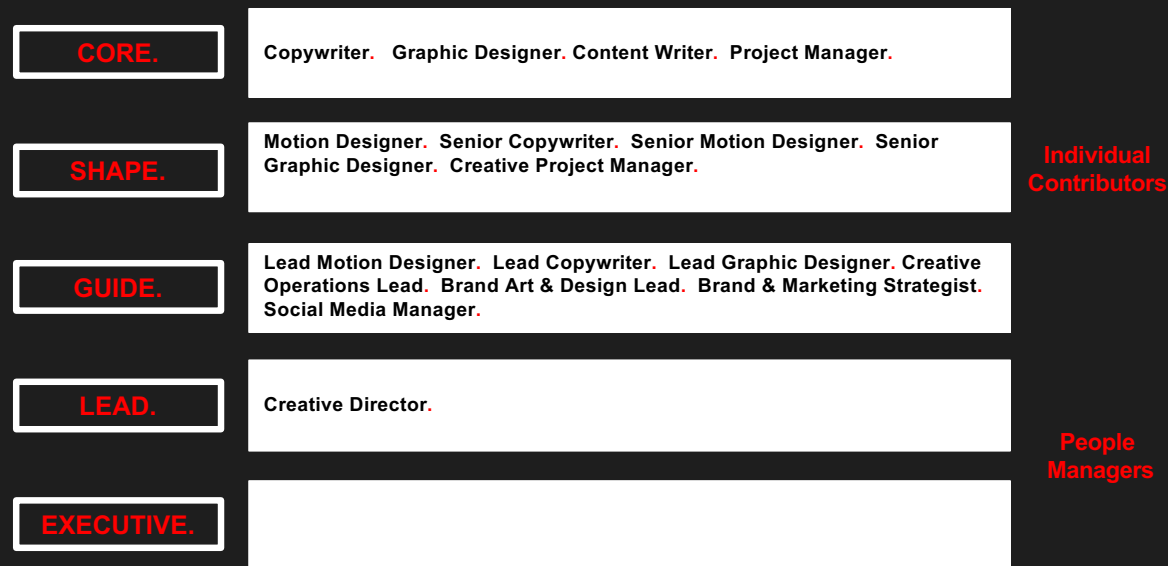 CORE.
Copywriter.   Graphic Designer. Content Writer.  Project Manager.
SHAPE.
Motion Designer.  Senior Copywriter.  Senior Motion Designer.  Senior
Graphic Designer.  Creative Project Manager.
Individual
Contributors
GUIDE.
Lead Motion Designer.  Lead Copywriter.  Lead Graphic Designer. Creative
Operations Lead.  Brand Art & Design Lead.  Brand & Marketing Strategist.
Social Media Manager.
LEAD.
Creative Director.
People
Managers
EXECUTIVE.